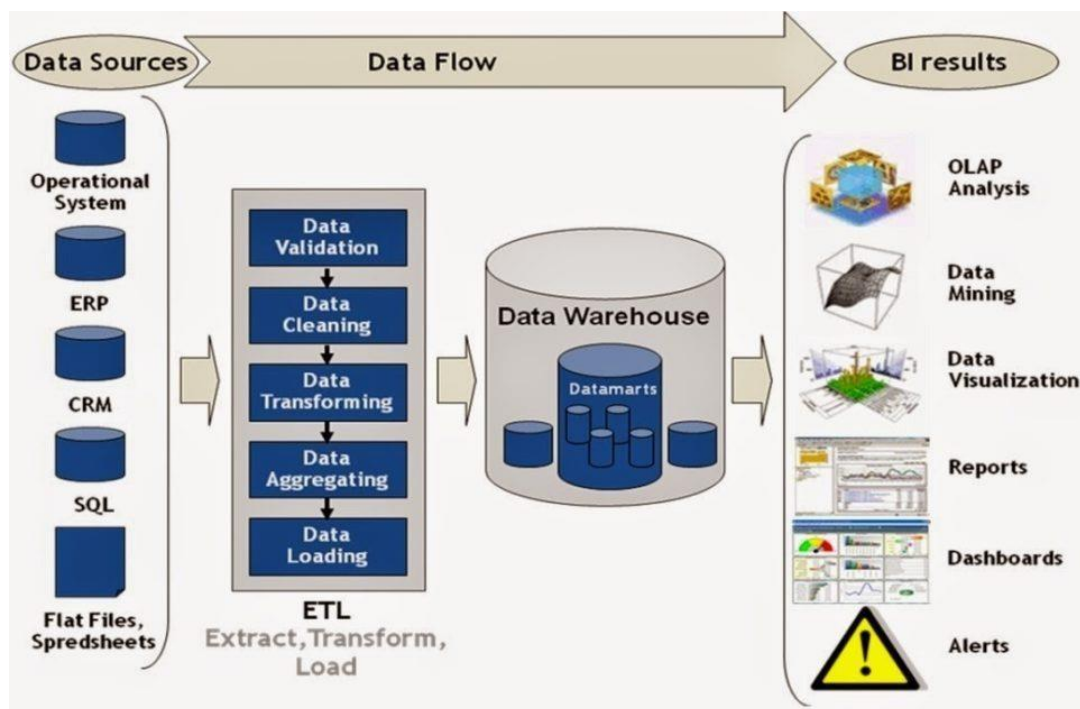 Data Sources
Data Flow
BI results
Operational
System
ERP
CRM
SQL
Flat Files,
Spredsheets
Data
Validation
Data
Cleaning
Data
Transforming
Data
Aggregating
Data
Loading
ETL
Extract,Transform,
Load
Data Warehouse
Datamarts
OLAP
Analysis
Data
Mining
Data
Visualization
Reports
Dashboards
Alerts